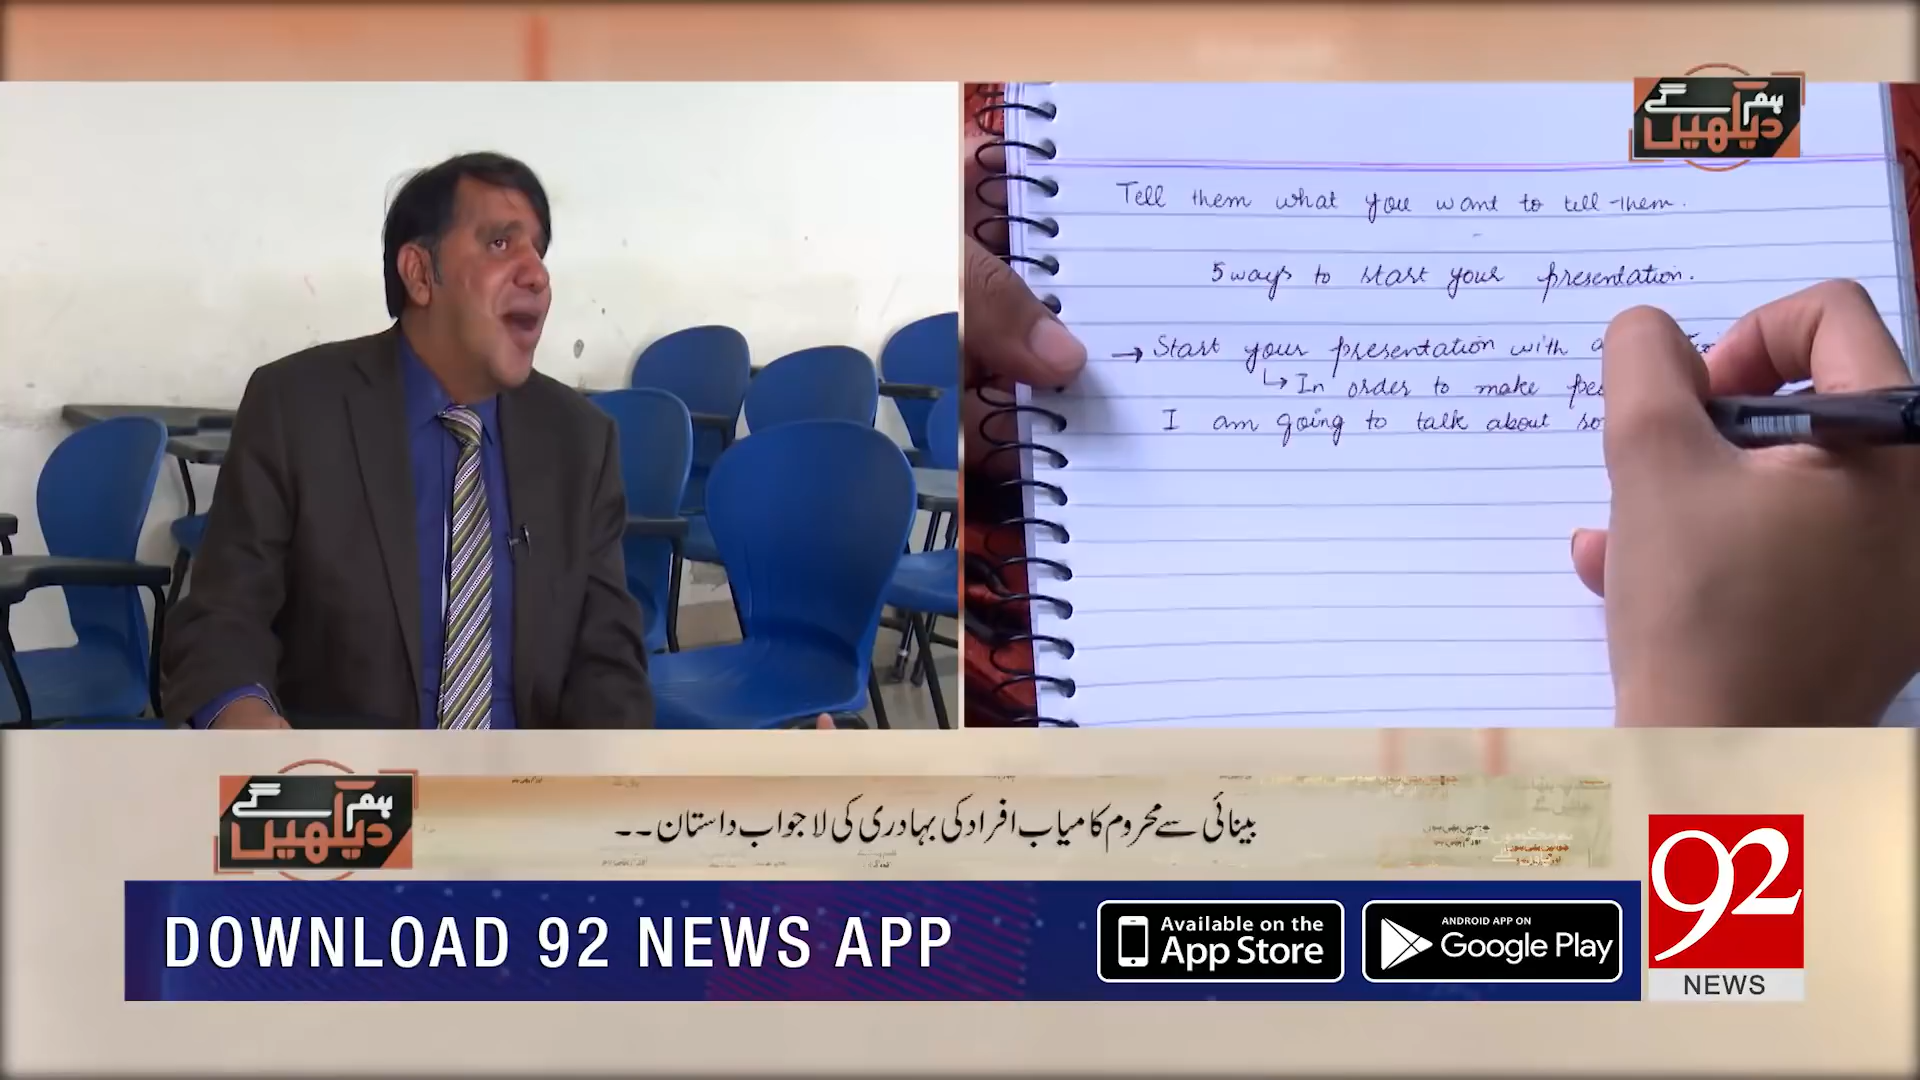 ہم آگے
دیکھیں
Tell them what you want to tell them.
5 ways to start your presentation.
→ Start your presentation with a
↳ In order to make
I am going to talk about
ہم آگے
دیکھیں
بینائی سے محروم کامیاب افراد کی بہادری کی لاجواب داستان۔۔
DOWNLOAD 92 NEWS APP
Available on the
App Store
ANDROID APP ON
Google Play
92
NEWS